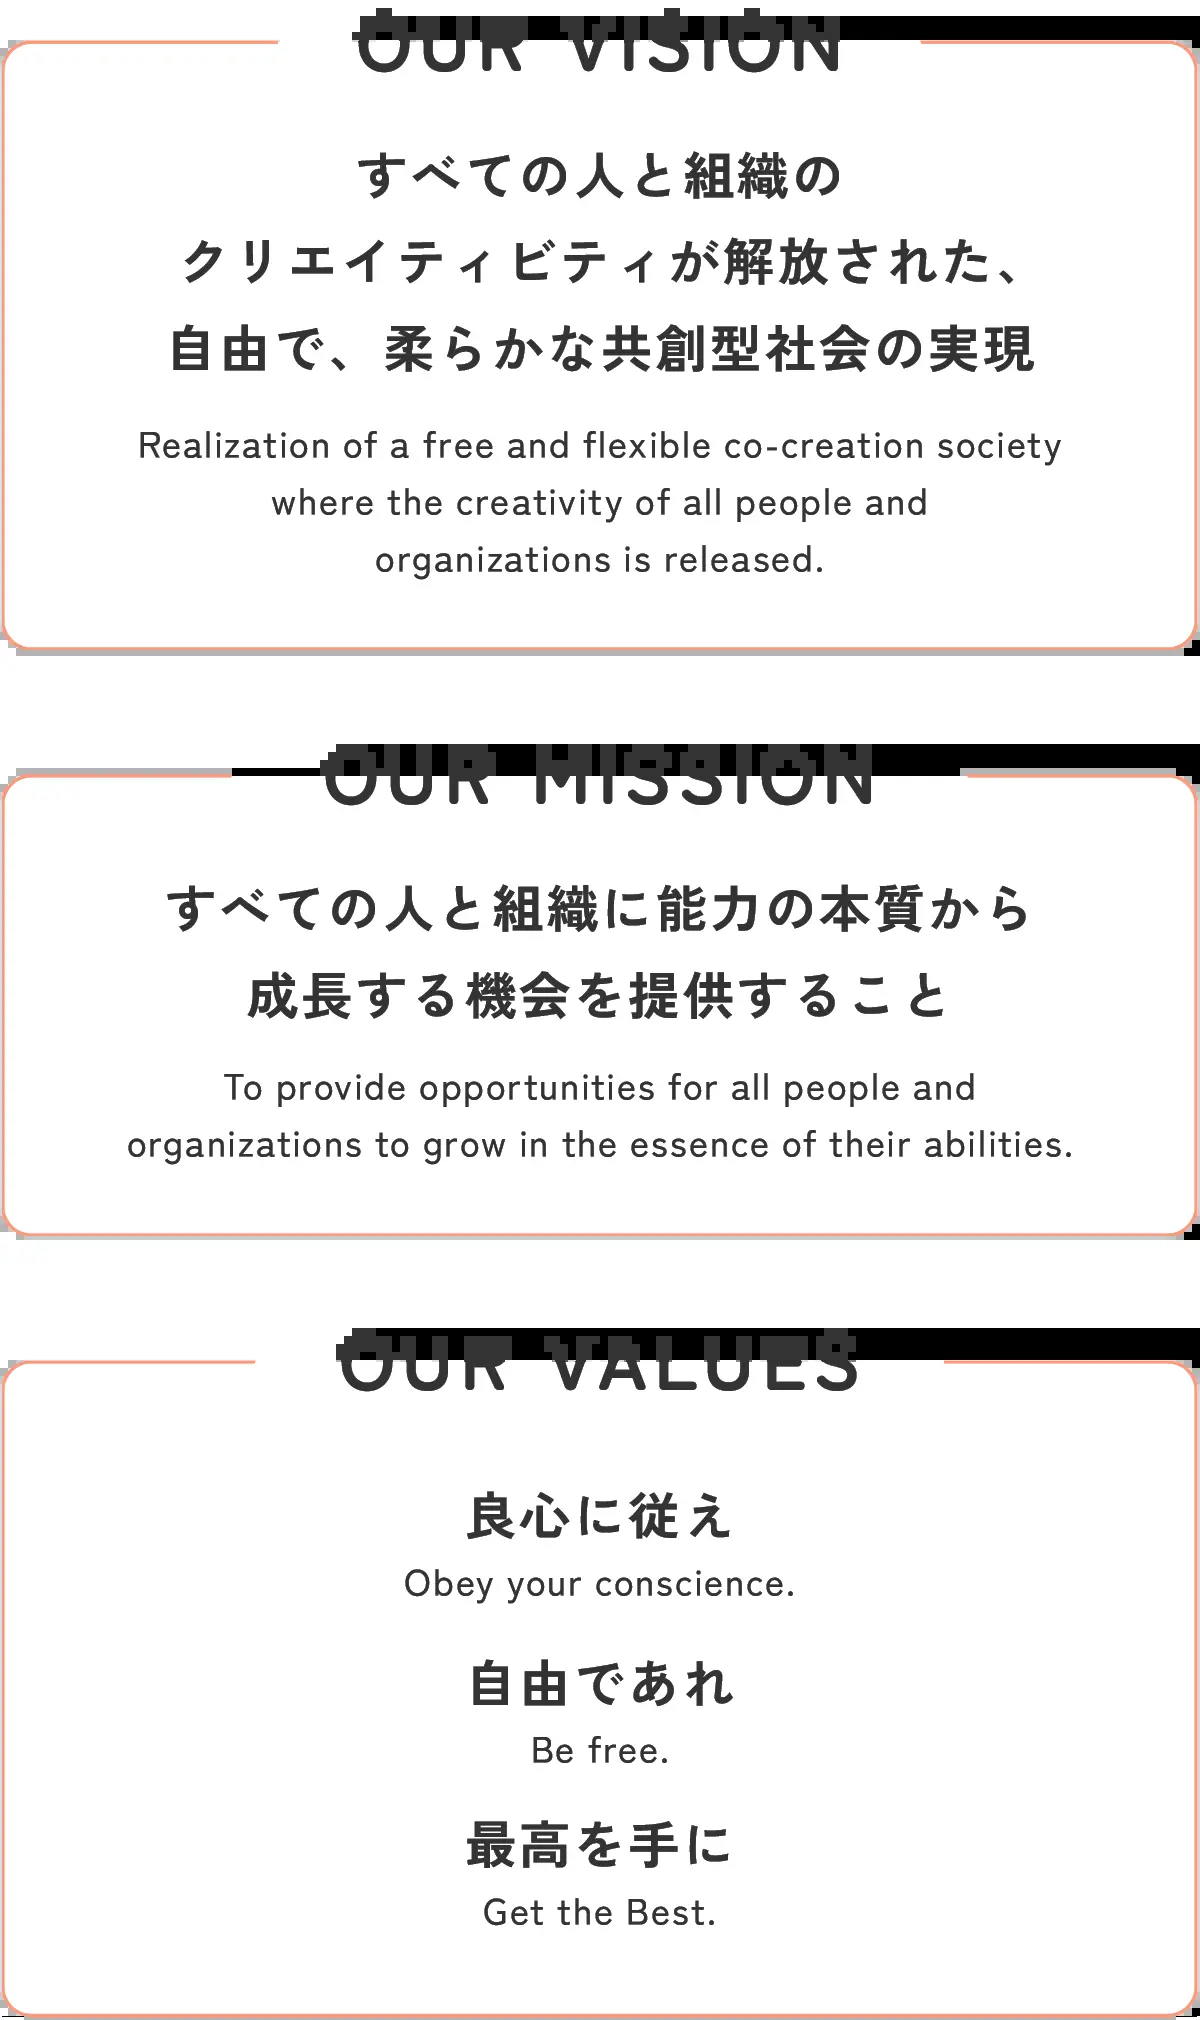 OUR VISION
すべての人と組織の
クリエイティビティが解放された、
自由で、柔らかな共創型社会の実現
Realization of a free and flexible co-creation society
where the creativity of all people and
organizations is released.
OUR MISSION
すべての人と組織に能力の本質から
成長する機会を提供すること
To provide opportunities for all people and
organizations to grow in the essence of their abilities.
OUR VALUES
良心に従え
Obey your conscience.
自由であれ
Be free.
最高を手に
Get the Best.